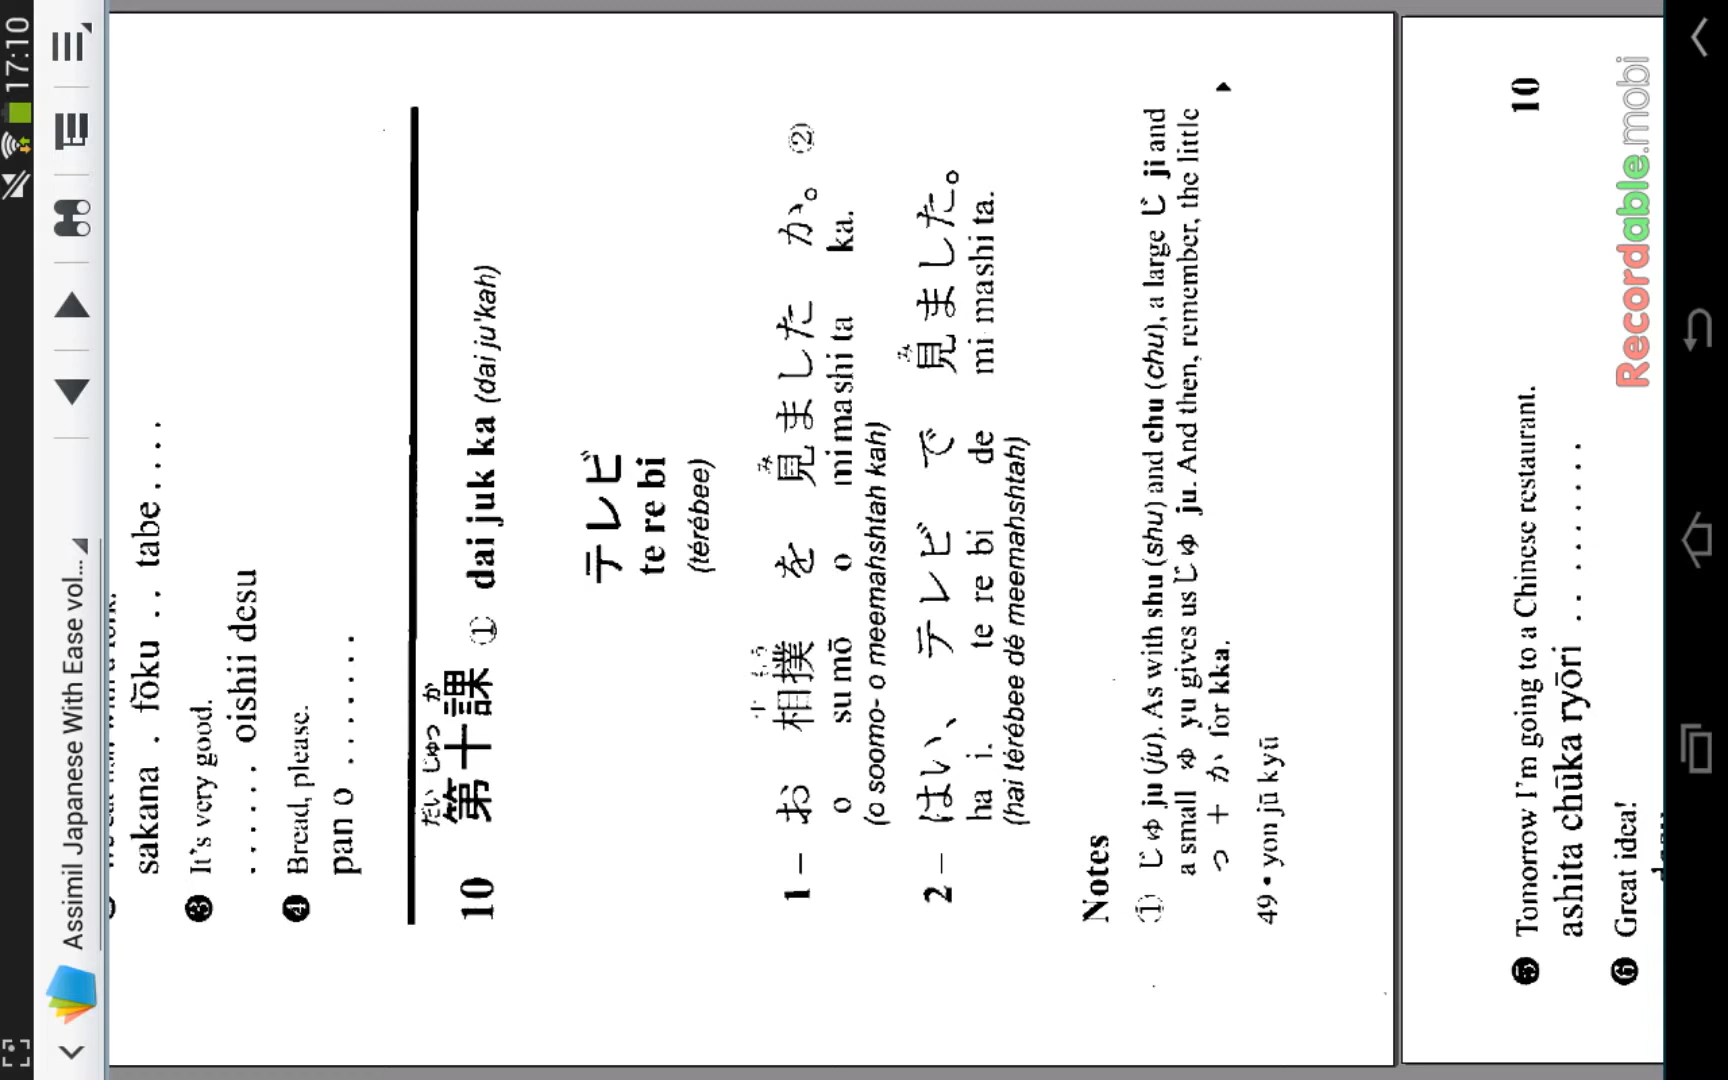 17:10
Assimil Japanese With Ease vol...
sakana . fōku . . tabe . . . .
❸ It's very good.
. . . . . . oishii desu
❹ Bread, please.
pan o . . . . . . . .
だい じゅっ か
10 第十課 ① dai juk ka (dai ju'kah)
テレビ
te re bi
(térébee)
み
1 – お 相撲 を 見ました か。 ②
o su mō o mi mashi ta ka.
(o soomo- o meemahshtah kah)
み
2 – はい、 テレビ で 見ました。
ha i. te re bi de mi mashi ta.
(hai térébee dé meemahshtah)
Notes
① じゅ ju (ju). As with shu (shu) and chu (chu), a large じ ji and
a small ゅ yu gives us じゅ ju. And then, remember, the little
っ + か for kka.
49 • yon jū kyū
10
❺ Tomorrow I'm going to a Chinese restaurant.
ashita chūka ryōri . . . . . . . . . .
❻ Great idea!
Recordable.mobi